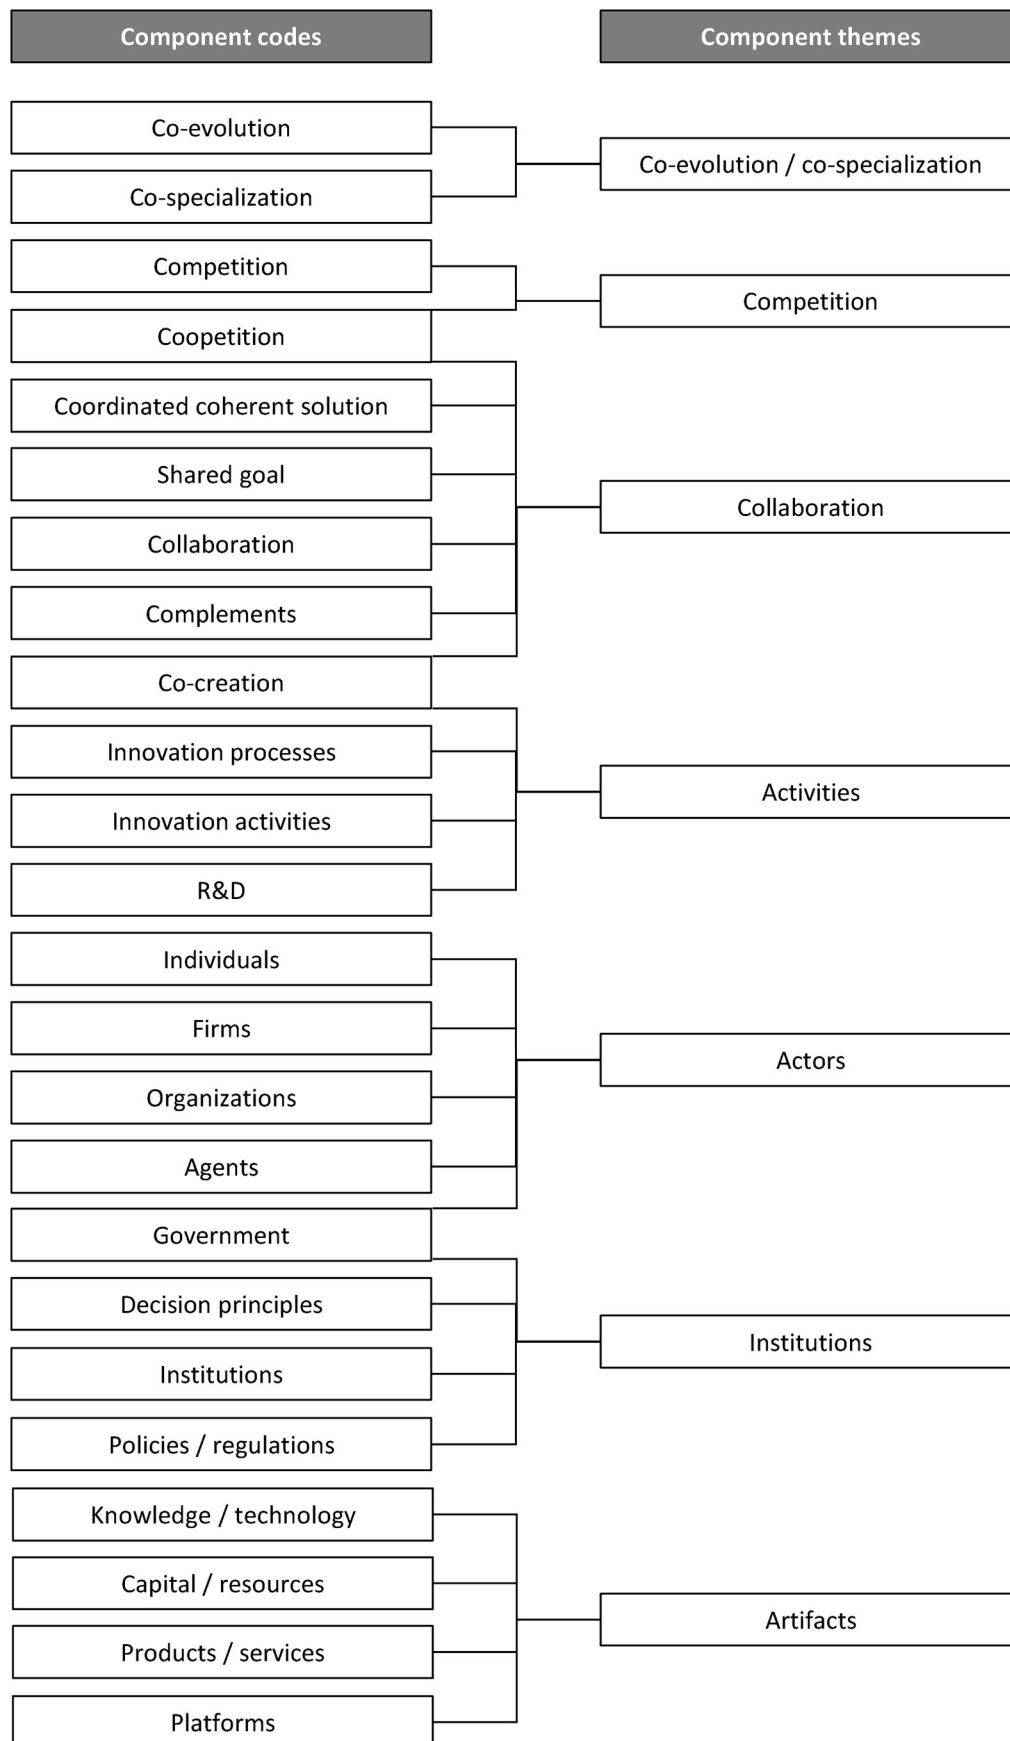 Component codes
Component themes
Co-evolution
Co-evolution / co-specialization
Co-specialization
Competition
Competition
Coopetition
Coordinated coherent solution
Shared goal
Collaboration
Collaboration
Complements
Co-creation
Innovation processes
Activities
Innovation activities
R&D
Individuals
Firms
Actors
Organizations
Agents
Government
Decision principles
Institutions
Institutions
Policies / regulations
Knowledge / technology
Capital / resources
Artifacts
Products / services
Platforms